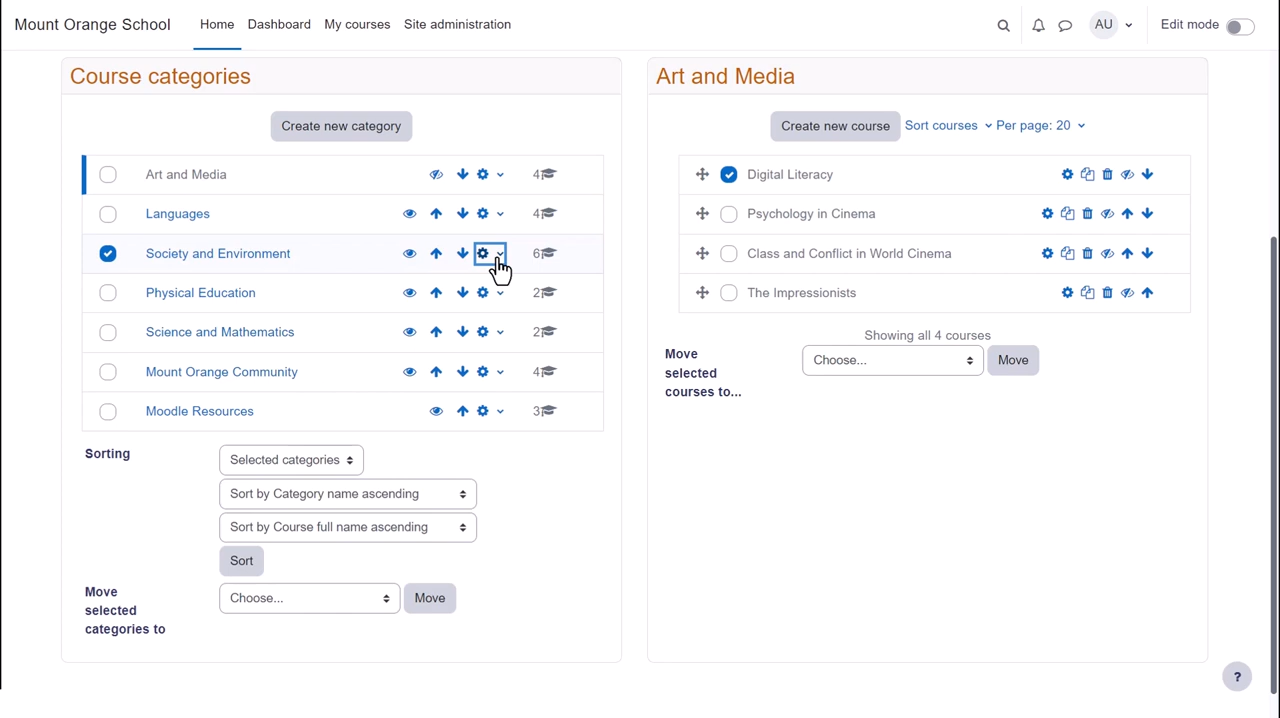 Mount Orange School Home Dashboard My courses Site administration AU Edit mode
Course categories
Create new category
Art and Media 4
Languages 4
Society and Environment 6
Physical Education 2
Science and Mathematics 2
Mount Orange Community 4
Moodle Resources 3
Sorting
Selected categories
Sort by Category name ascending
Sort by Course full name ascending
Sort
Move
selected
categories to
Choose... Move
Art and Media
Create new course Sort courses Per page: 20
Digital Literacy
Psychology in Cinema
Class and Conflict in World Cinema
The Impressionists
Showing all 4 courses
Move
selected
courses to...
Choose... Move
?